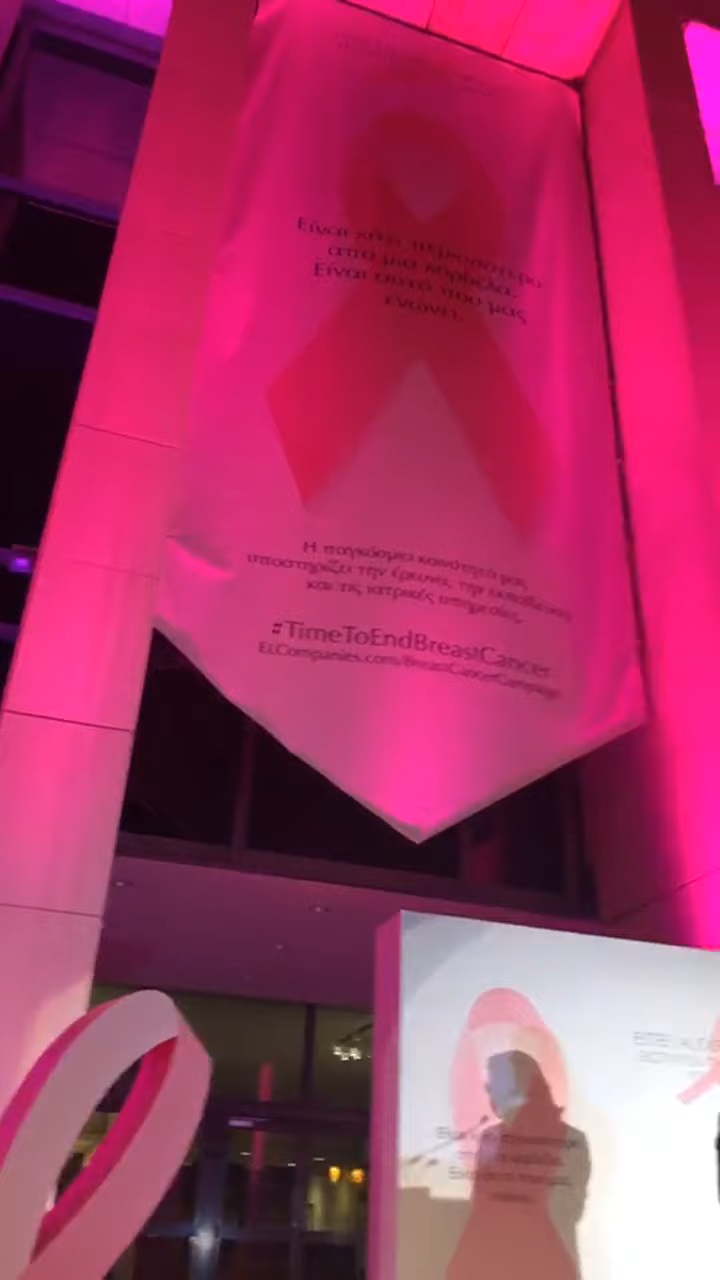 Είναι κάτι περισσότερο
από μια κορδέλα.
Είναι αυτό που μας
ενώνει.
Η παγκόσμια κοινότητά μας
υποστηρίζει την έρευνα, την εκπαίδευση
και τις ιατρικές υπηρεσίες.
#TimeToEndBreastCancer
ELCompanies.com/BreastCancerCampaign